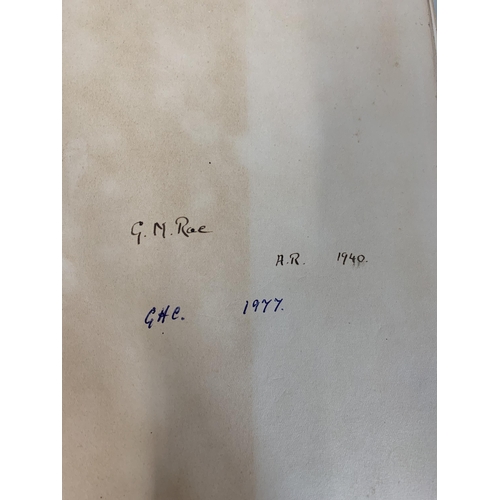 G. M. Rae
A.R. 1940.
GHC. 1977.